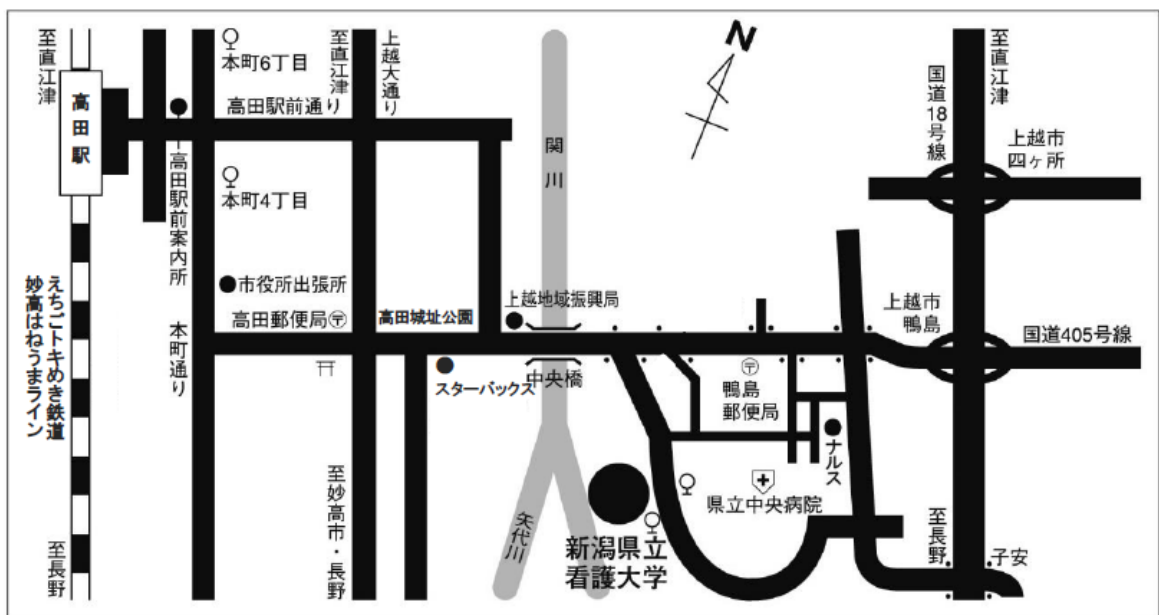 至直江津
高田駅
えちごトキめき鉄道
妙高はねうまライン
至長野
本町6丁目
高田駅前通り
至直江津
上越大通り
高田駅前案内所
本町4丁目
市役所出張所
高田郵便局〒
本町通り
至妙高市・長野
高田城址公園
スターバックス
上越地域振興局
関川
中央橋
矢代川
N
新潟県立
看護大学
〒
鴨島
郵便局
県立中央病院
ナルス
国道18号線
至直江津
上越市
四ヶ所
上越市
鴨島
国道405号線
至長野
子安